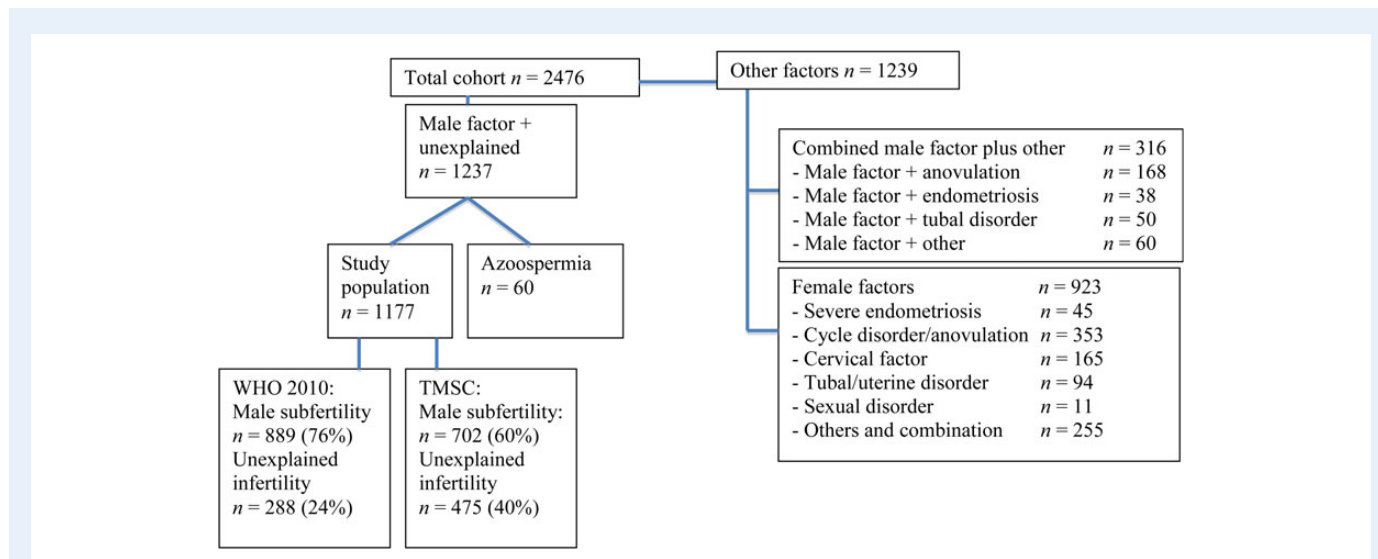 Total cohort n = 2476
Other factors n = 1239
Male factor +
unexplained
n = 1237
Study
population
n = 1177
Azoospermia
n = 60
WHO 2010:
Male subfertility
n = 889 (76%)
Unexplained
infertility
n = 288 (24%)
TMSC:
Male subfertility:
n = 702 (60%)
Unexplained
infertility
n = 475 (40%)
Combined male factor plus other n = 316
- Male factor + anovulation n = 168
- Male factor + endometriosis n = 38
- Male factor + tubal disorder n = 50
- Male factor + other n = 60
Female factors n = 923
- Severe endometriosis n = 45
- Cycle disorder/anovulation n = 353
- Cervical factor n = 165
- Tubal/uterine disorder n = 94
- Sexual disorder n = 11
- Others and combination n = 255